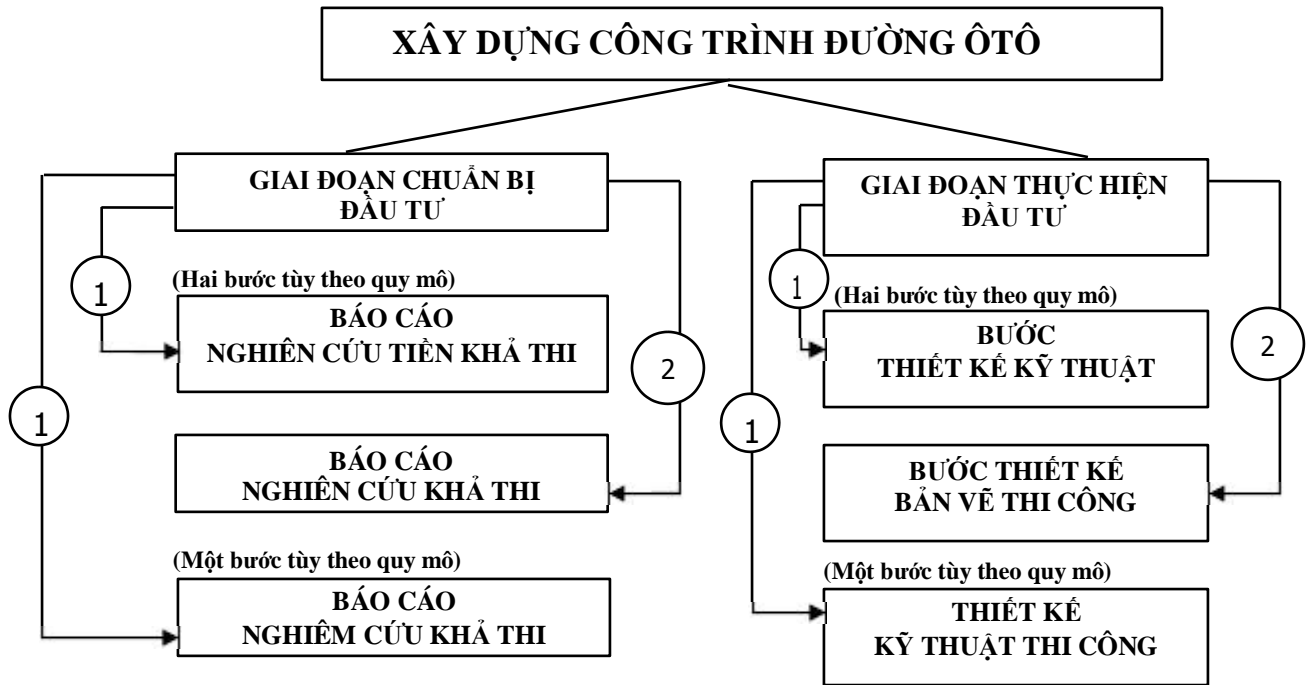 XÂY DỰNG CÔNG TRÌNH ĐƯỜNG ÔTÔ
GIAI ĐOẠN CHUẨN BỊ
ĐẦU TƯ
1
(Hai bước tùy theo quy mô)
BÁO CÁO
NGHIÊN CỨU TIỀN KHẢ THI
2
1
BÁO CÁO
NGHIÊN CỨU KHẢ THI
(Một bước tùy theo quy mô)
BÁO CÁO
NGHIÊM CỨU KHẢ THI
GIAI ĐOẠN THỰC HIỆN
ĐẦU TƯ
1
(Hai bước tùy theo quy mô)
BƯỚC
THIẾT KẾ KỸ THUẬT
2
1
BƯỚC THIẾT KẾ
BẢN VẼ THI CÔNG
(Một bước tùy theo quy mô)
THIẾT KẾ
KỸ THUẬT THI CÔNG